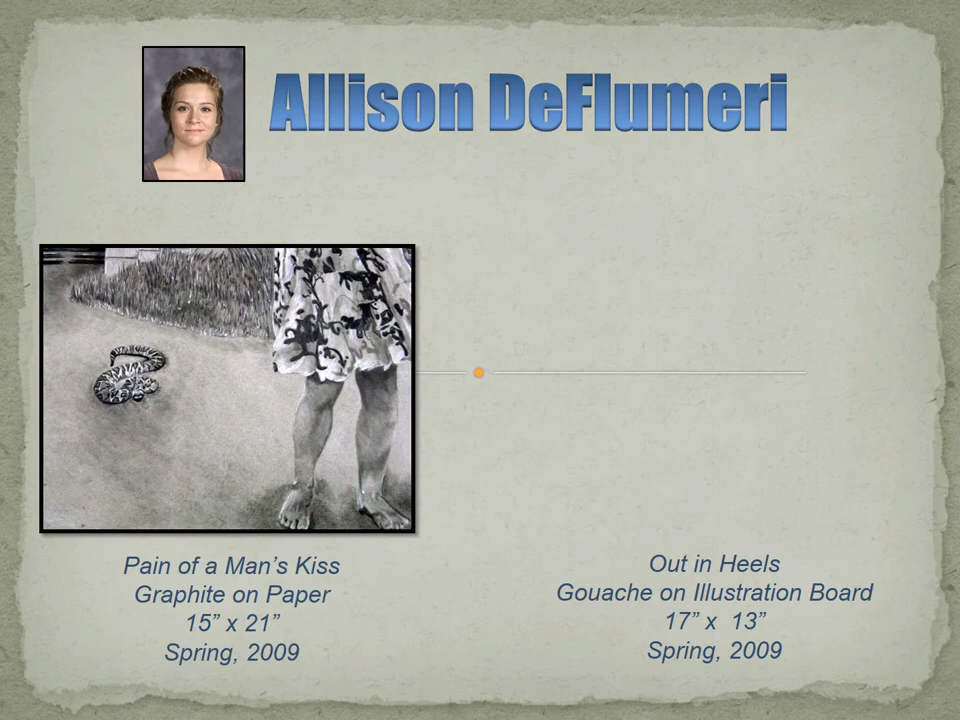 Allison DeFlumeri
Pain of a Man’s Kiss
Graphite on Paper
15” x 21”
Spring, 2009
Out in Heels
Gouache on Illustration Board
17” x  13”
Spring, 2009